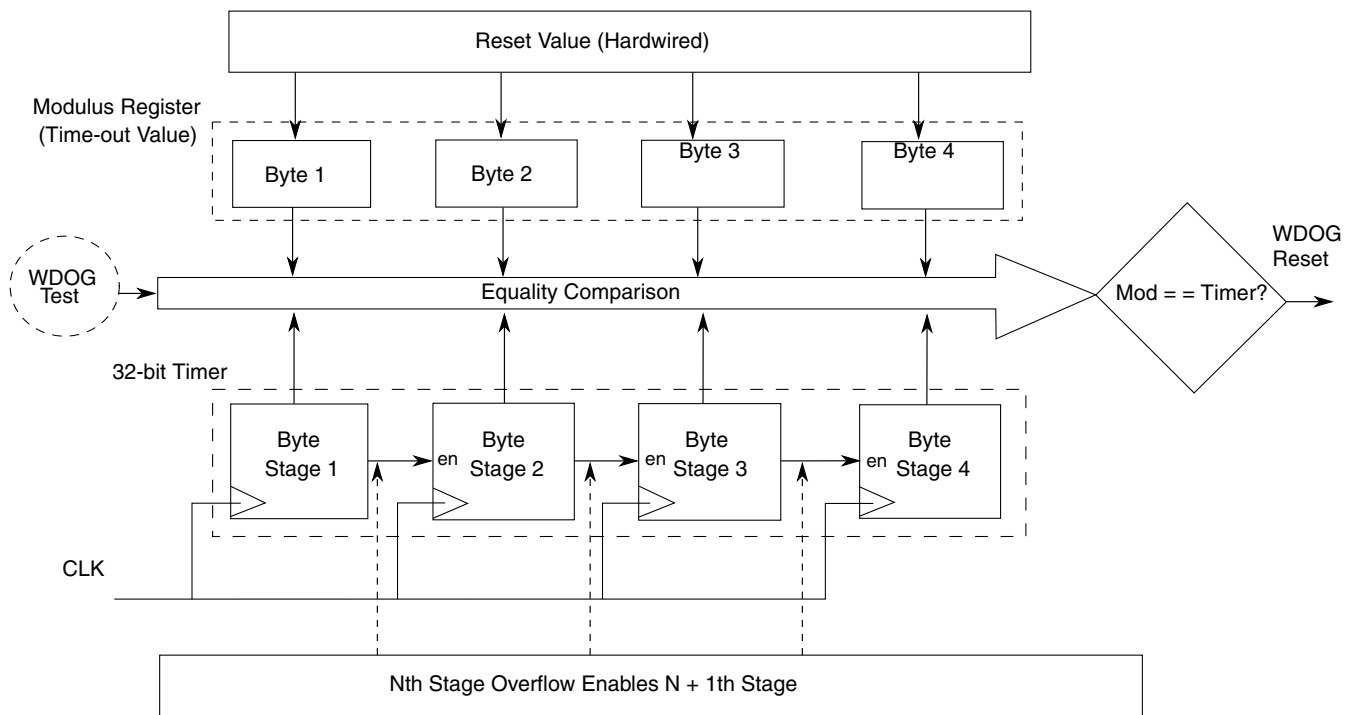 Reset Value (Hardwired)
Modulus Register
(Time-out Value)
Byte 1
Byte 2
Byte 3
Byte 4
WDOG
Test
Equality Comparison
Mod = = Timer?
WDOG
Reset
32-bit Timer
Byte
Stage 1
en
Byte
Stage 2
en
Byte
Stage 3
en
Byte
Stage 4
CLK
Nth Stage Overflow Enables N + 1th Stage